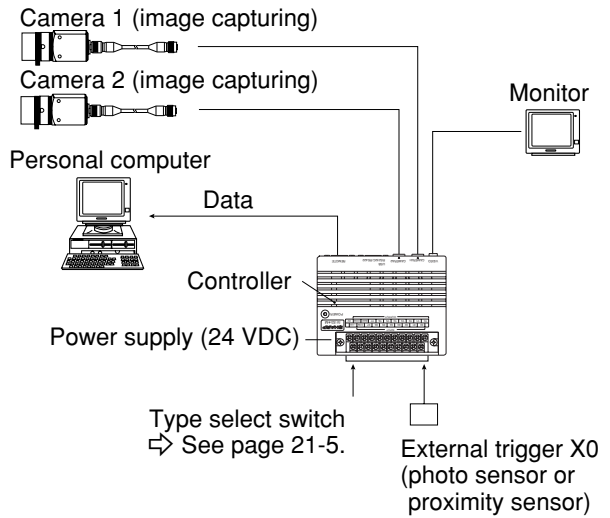 Camera 1 (image capturing)
Camera 2 (image capturing)
Monitor
Personal computer
Data
Controller
Power supply (24 VDC)
Type select switch
⇨ See page 21-5.
External trigger X0
(photo sensor or
proximity sensor)